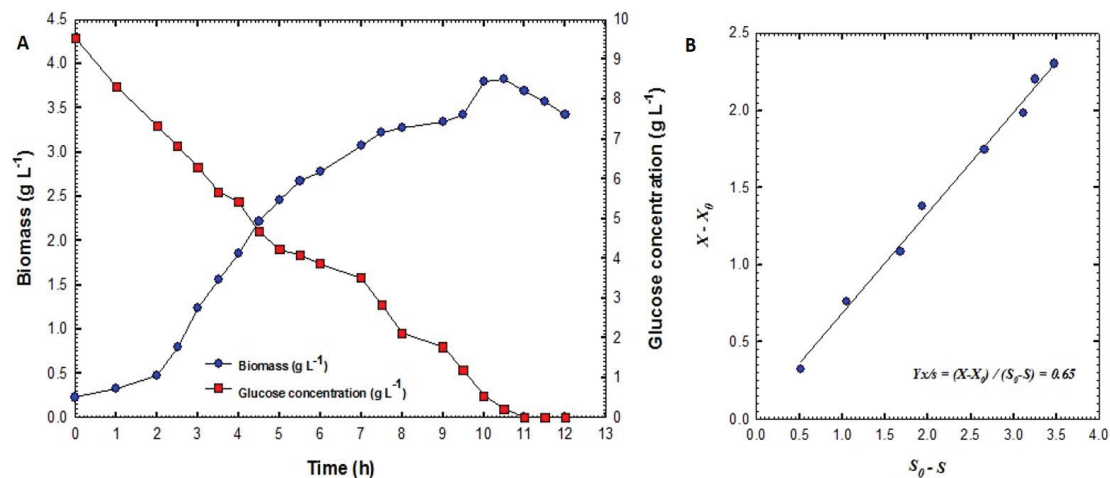 A
Biomass (g L⁻¹)
4.5
4.0
3.5
3.0
2.5
2.0
1.5
1.0
0.5
0.0
Biomass (g L⁻¹)
Glucose concentration (g L⁻¹)
0 1 2 3 4 5 6 7 8 9 10 11 12 13
Time (h)
10
9
8
7
6
5
4
3
2
1
0
Glucose concentration (g L⁻¹)
B
X - X₀
2.5
2.0
1.5
1.0
0.5
0.0
Yx/s = (X-X₀) / (S₀-S) = 0.65
0.0 0.5 1.0 1.5 2.0 2.5 3.0 3.5 4.0
S₀ - S